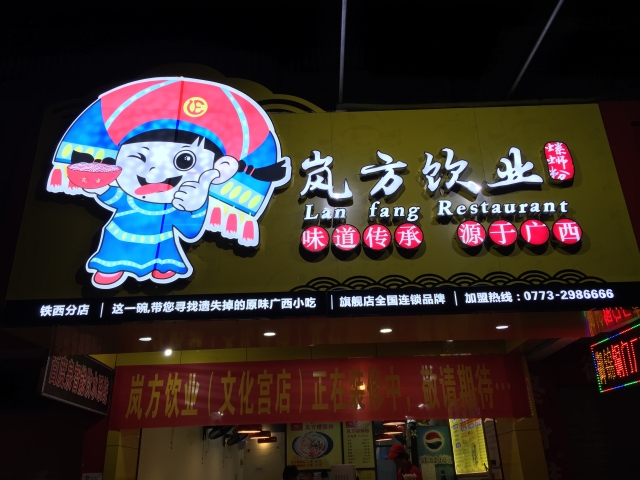 岚方饮业
螺蛳粉
Lan fang Restaurant
味道传承 源于广西
铁西分店 | 这一碗,带您寻找遗失掉的原味广西小吃 | 旗舰店全国连锁品牌 | 加盟热线：0773-2986666
岚方饮业（文化宫店）正在 中，敬请期待…